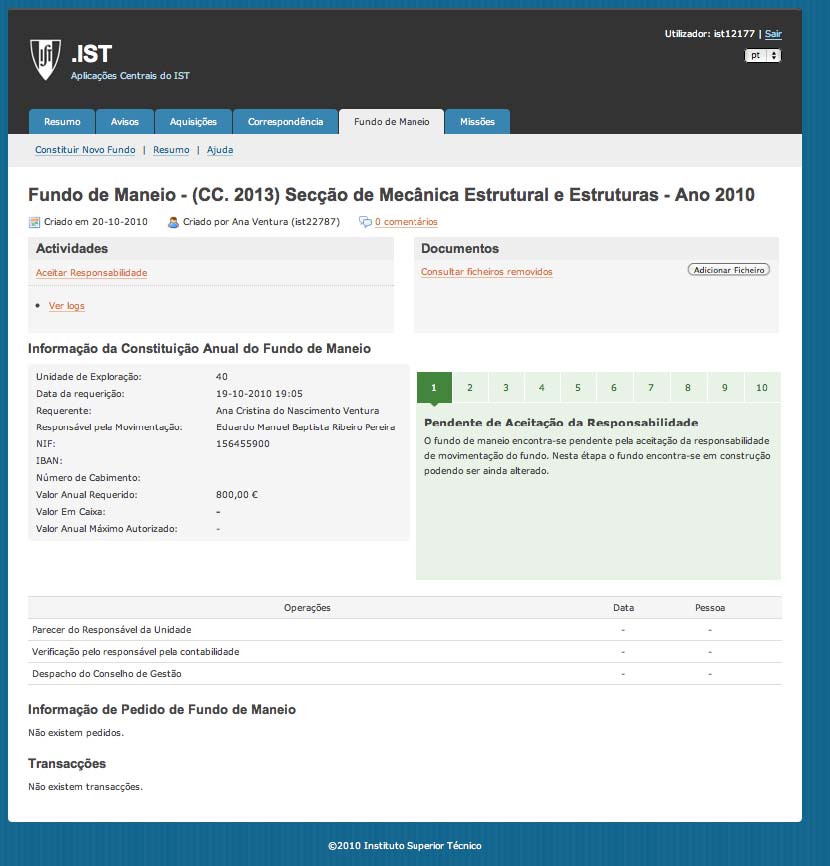 Utilizador: ist12177 | Sair
pt
.IST
Aplicações Centrais do IST
Resumo Avisos Aquisições Correspondência Fundo de Maneio Missões
Constituir Novo Fundo | Resumo | Ajuda
Fundo de Maneio - (CC. 2013) Secção de Mecânica Estrutural e Estruturas - Ano 2010
Criado em 20-10-2010 Criado por Ana Ventura (ist22787) 0 comentários
Actividades
Aceitar Responsabilidade
• Ver logs
Documentos
Consultar ficheiros removidos Adicionar Ficheiro
Informação da Constituição Anual do Fundo de Maneio
Unidade de Exploração: 40
Data da requerição: 19-10-2010 19:05
Requerente: Ana Cristina do Nascimento Ventura
Responsável pela Movimentação: Eduardo Manuel Baptista Ribeiro Pereira
NIF: 156455900
IBAN:
Número de Cabimento:
Valor Anual Requerido: 800,00 €
Valor Em Caixa: -
Valor Anual Máximo Autorizado: -
1 2 3 4 5 6 7 8 9 10
Pendente de Aceitação da Responsabilidade
O fundo de maneio encontra-se pendente pela aceitação da responsabilidade
de movimentação do fundo. Nesta étapa o fundo encontra-se em construção
podendo ser ainda alterado.
Operações Data Pessoa
Parecer do Responsável da Unidade - -
Verificação pelo responsável pela contabilidade - -
Despacho do Conselho de Gestão - -
Informação de Pedido de Fundo de Maneio
Não existem pedidos.
Transacções
Não existem transacções.
©2010 Instituto Superior Técnico